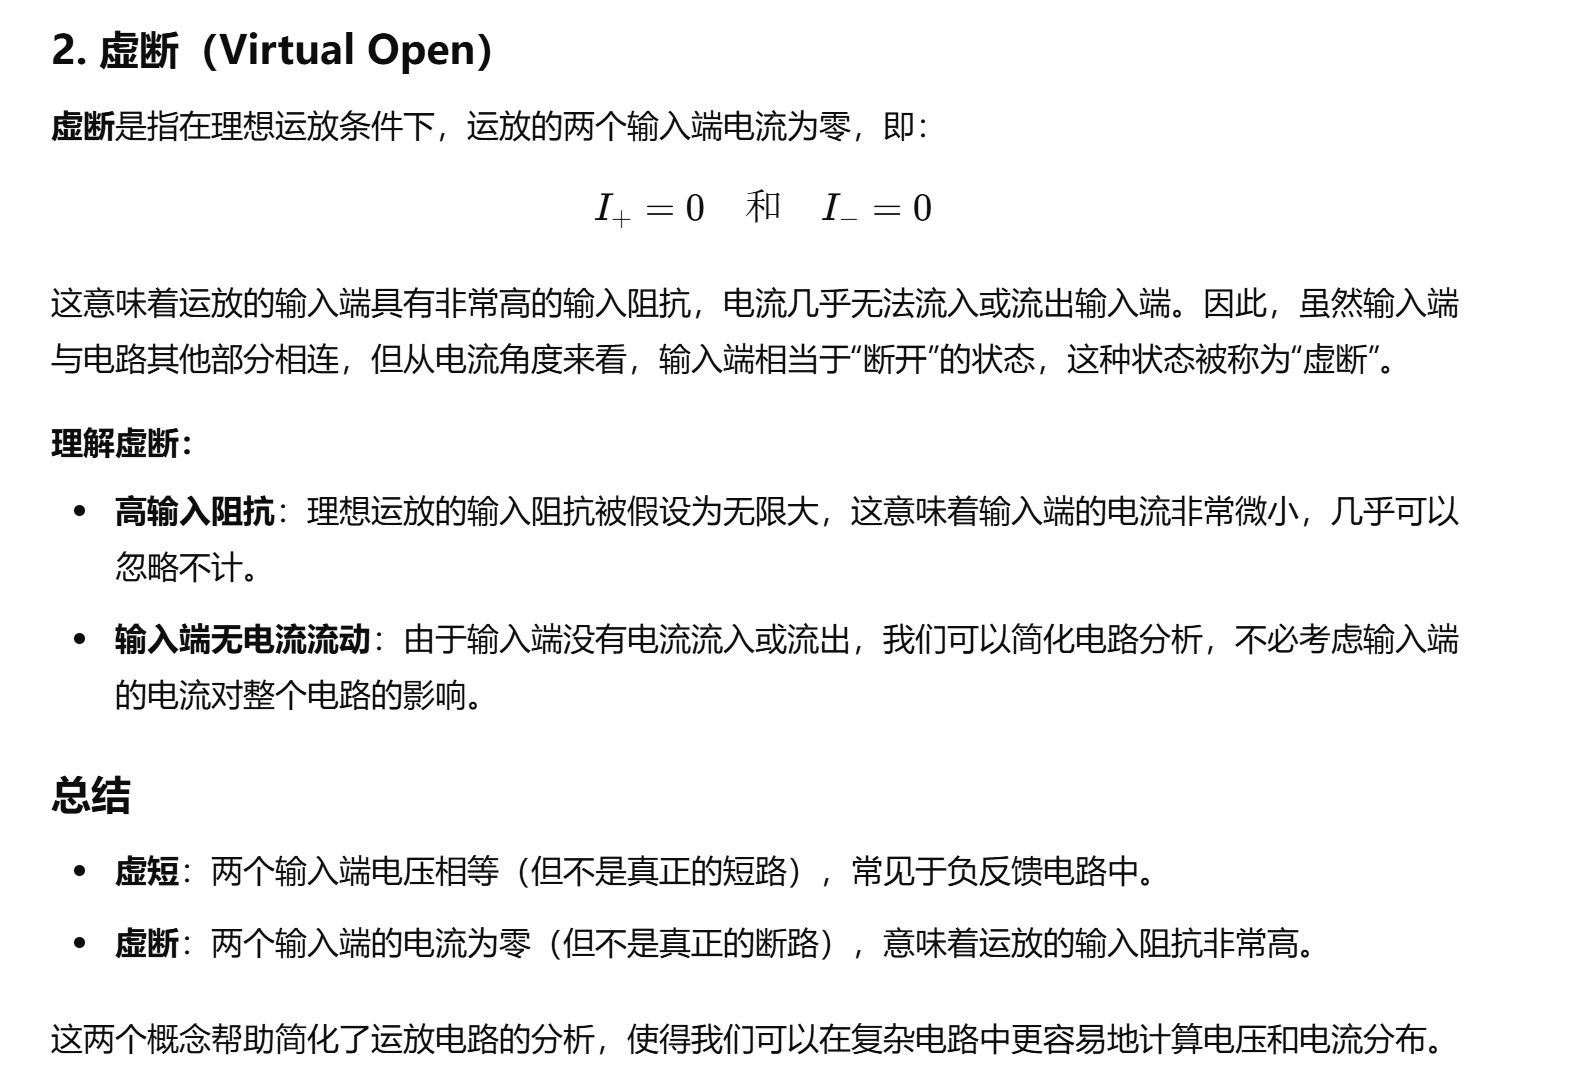 2. 虚断（Virtual Open）
虚断是指在理想运放条件下，运放的两个输入端电流为零，即：
I₊ = 0 和 I₋ = 0
这意味着运放的输入端具有非常高的输入阻抗，电流几乎无法流入或流出输入端。因此，虽然输入端
与电路其他部分相连，但从电流角度来看，输入端相当于“断开”的状态，这种状态被称为“虚断”。
理解虚断：
• 高输入阻抗：理想运放的输入阻抗被假设为无限大，这意味着输入端的电流非常微小，几乎可以
忽略不计。
• 输入端无电流流动：由于输入端没有电流流入或流出，我们可以简化电路分析，不必考虑输入端
的电流对整个电路的影响。
总结
• 虚短：两个输入端电压相等（但不是真正的短路），常见于负反馈电路中。
• 虚断：两个输入端的电流为零（但不是真正的断路），意味着运放的输入阻抗非常高。
这两个概念帮助简化了运放电路的分析，使得我们可以在复杂电路中更容易地计算电压和电流分布。